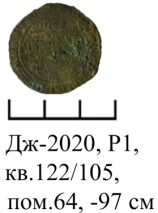 Дж-2020, Р1,
кв.122/105,
пом.64, -97 см